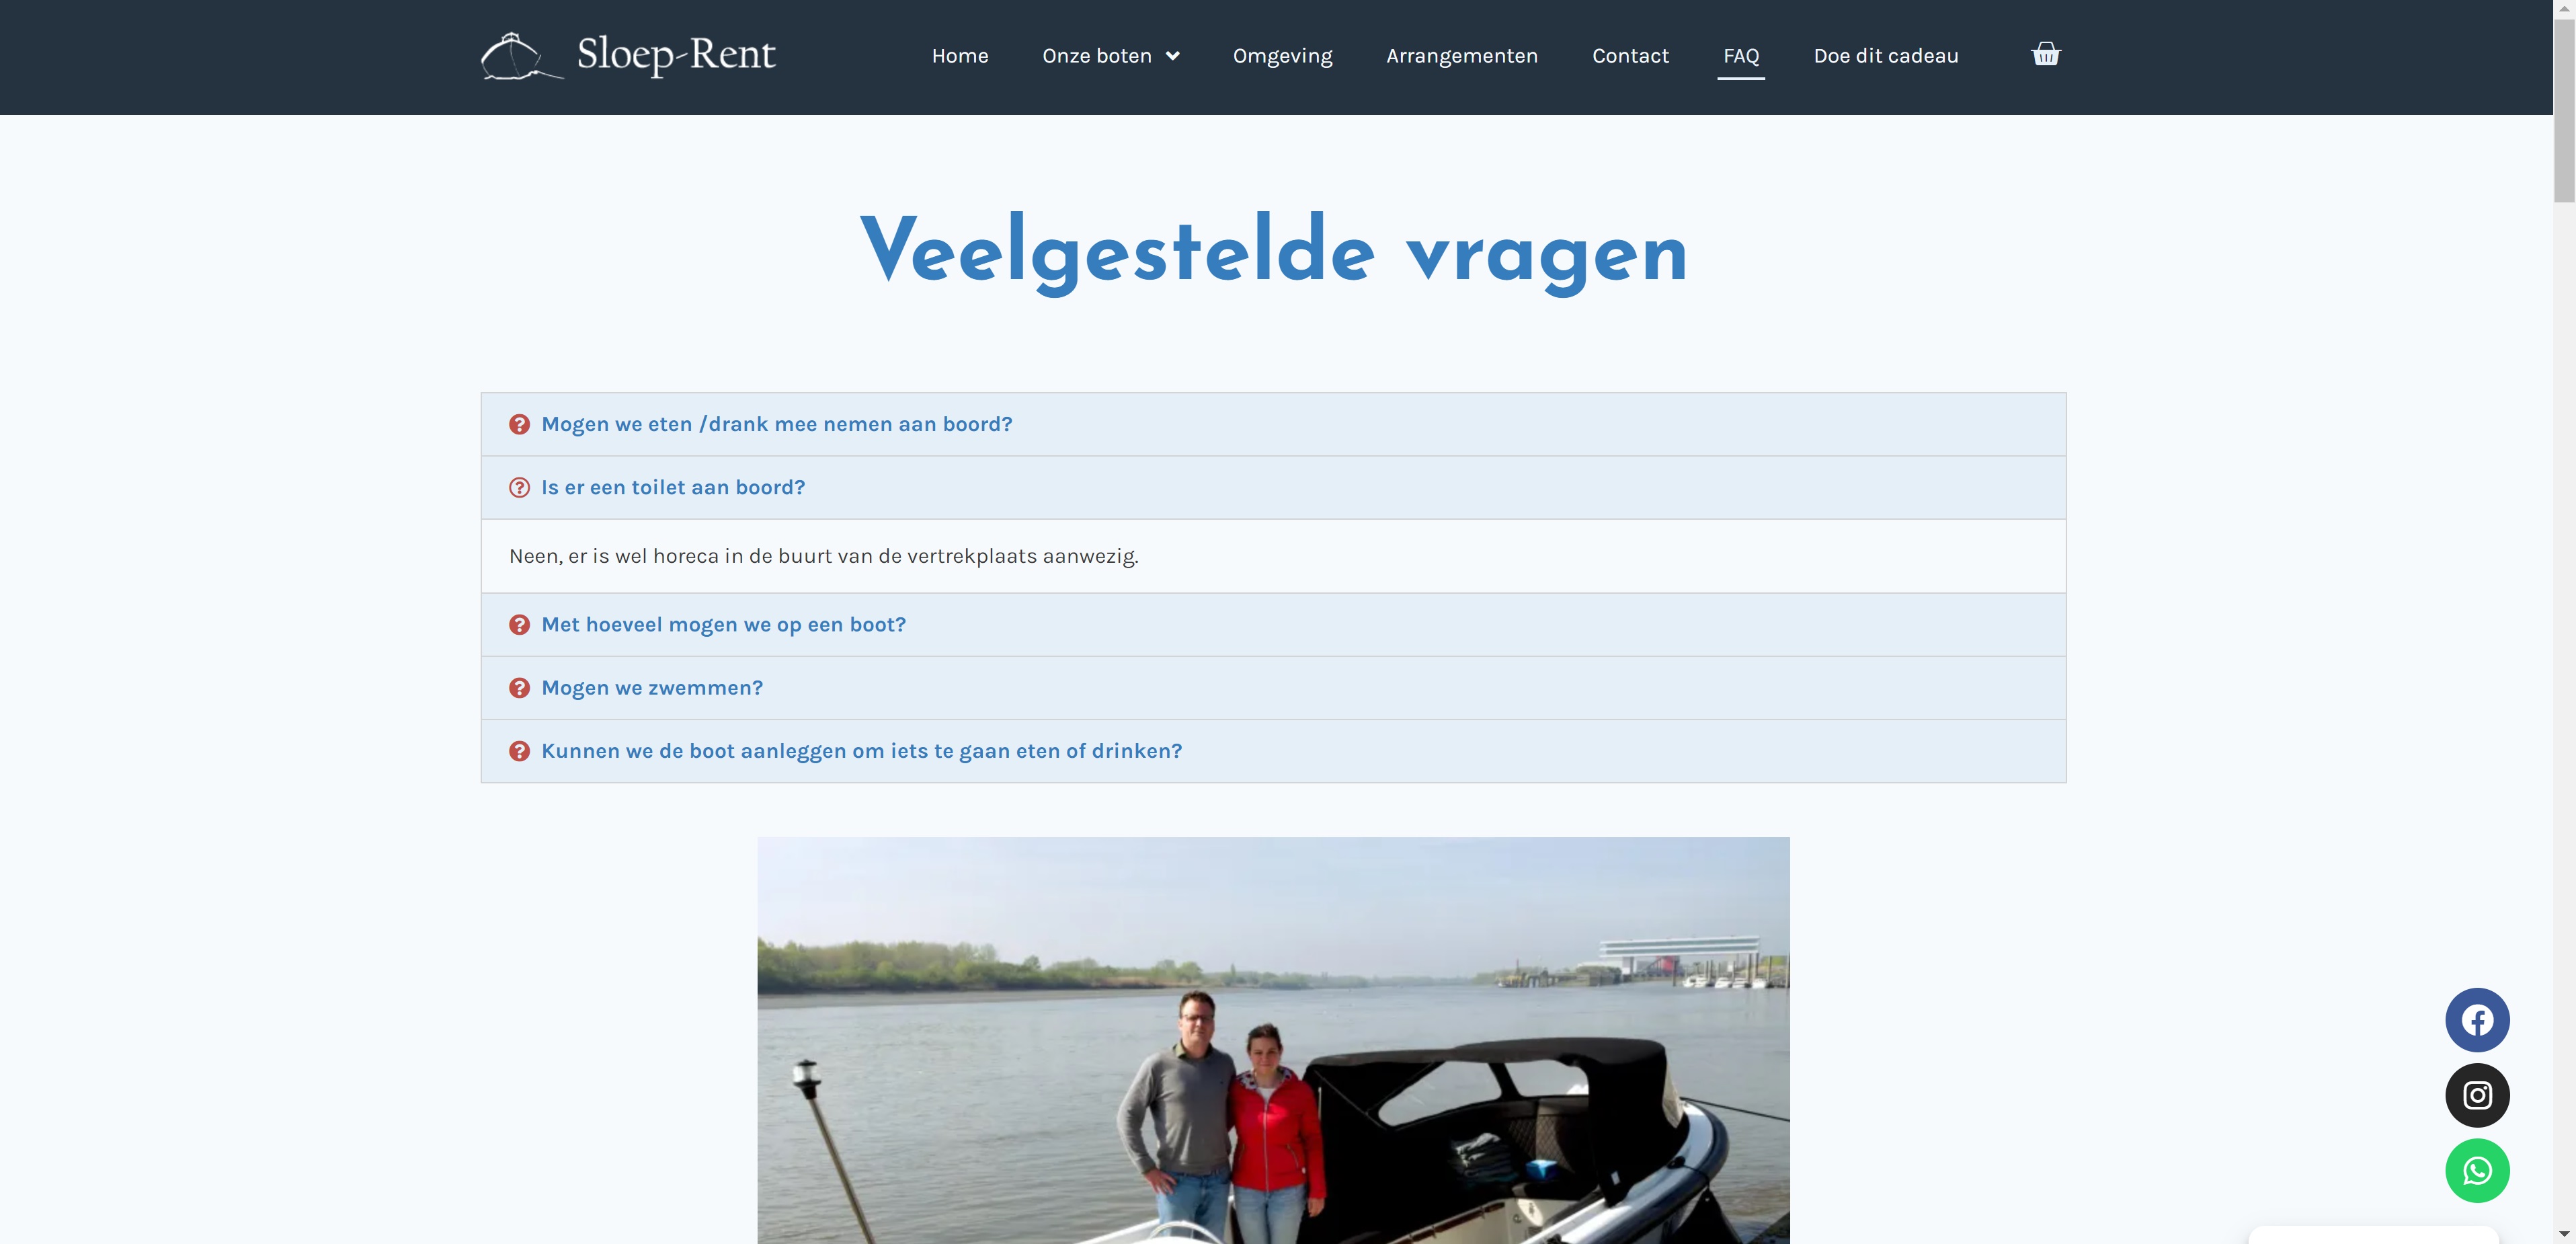 Sloep-Rent
Home
Onze boten
Omgeving
Arrangementen
Contact
FAQ
Doe dit cadeau
Veelgestelde vragen
Mogen we eten /drank mee nemen aan boord?
Is er een toilet aan boord?
Neen, er is wel horeca in de buurt van de vertrekplaats aanwezig.
Met hoeveel mogen we op een boot?
Mogen we zwemmen?
Kunnen we de boot aanleggen om iets te gaan eten of drinken?